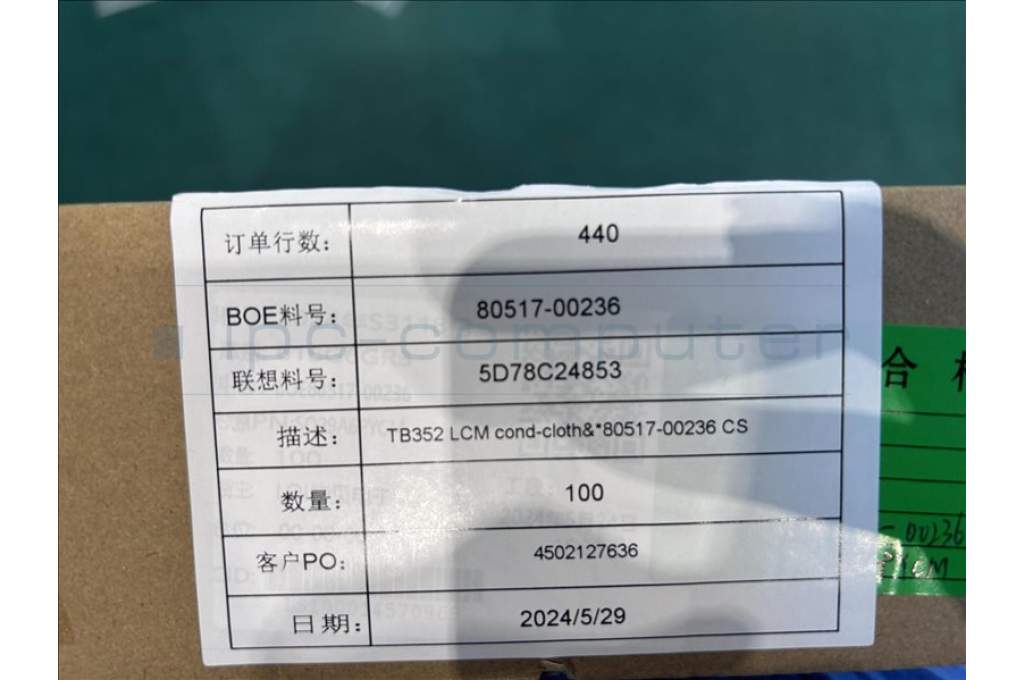 订单行数： 440
BOE料号： 80517-00236
ipc-computer
联想料号： 5D78C24853
合格
描述： TB352 LCM cond-cloth&*80517-00236 CS
数量： 100
00236
客户PO： 4502127636
日期： 2024/5/29